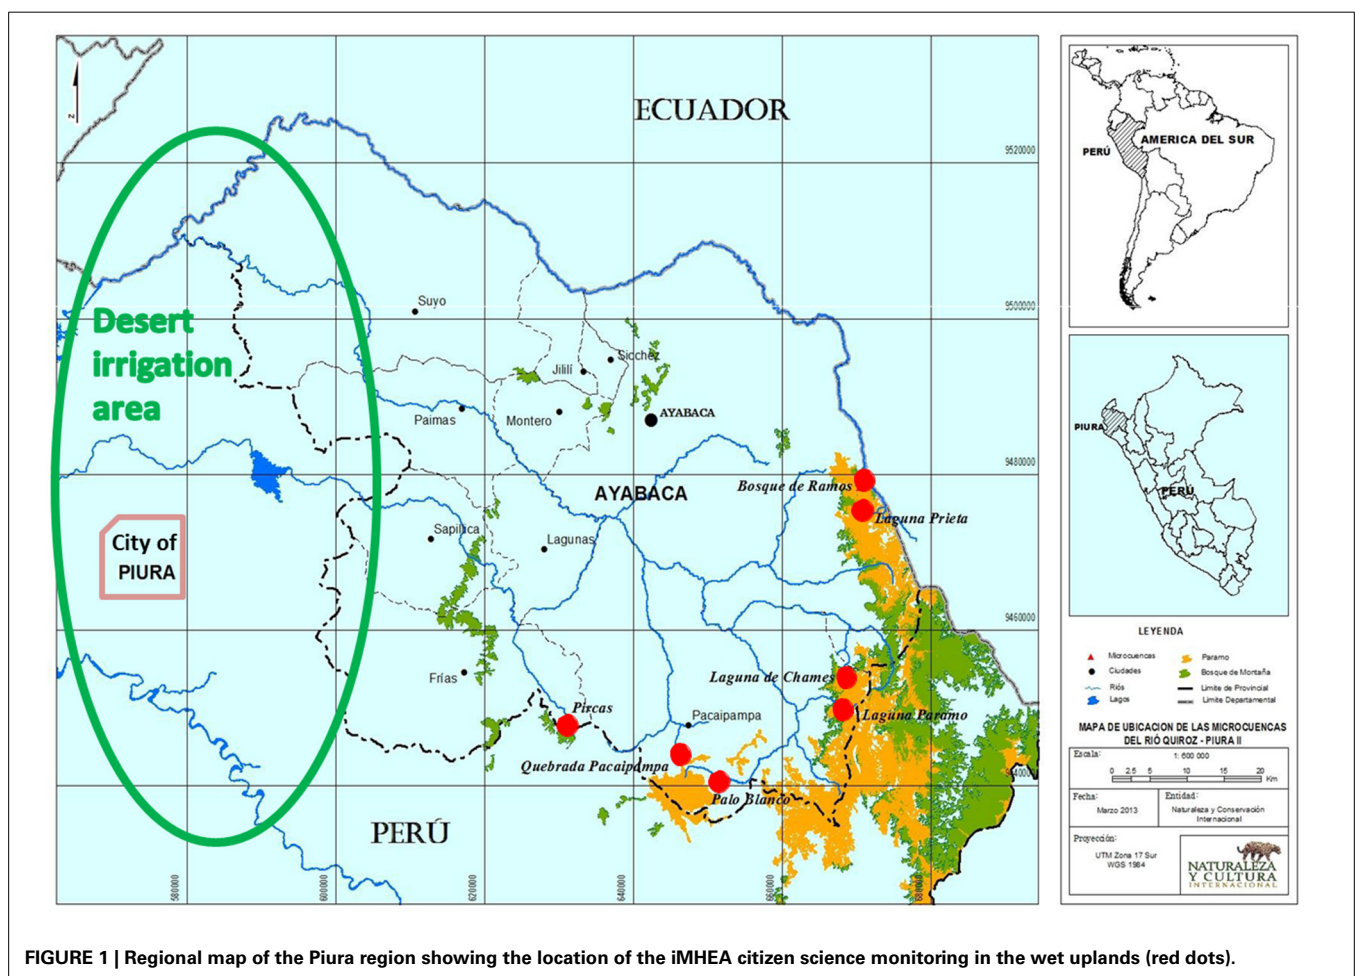 ECUADOR
N
9520000
Suyo
9500000
Desert
irrigation
area
Sicchez
Jililí
Paimas
Montero
AYABACA
9480000
Bosque de Ramos
AYABACA
Laguna Prieta
Sapillica
Lagunas
City of
PIURA
9460000
Frías
Laguna de Chames
Pircas
Pacaipampa
Laguna Paramo
Quebrada Pacaipampa
9440000
Palo Blanco
PERÚ
580000
600000
620000
640000
660000
680000
AMERICA DEL SUR
PERÚ
PIURA
PERÚ
LEYENDA
Microcuencas
Paramo
Ciudades
Bosque de Montaña
Riós
Limite de Provincial
Lagos
Limite Departamental
MAPA DE UBICACION DE LAS MICROCUENCAS
DEL RIÓ QUIROZ - PIURA II
Escala:
1: 600 000
0 2.5 5 10 15 20
Km
Fecha:
Marzo 2013
Entidad:
Naturaleza y Conservación
Internacional
Proyección:
UTM Zona 17 Sur
WGS 1984
NATURALEZA
Y CULTURA
INTERNACIONAL
FIGURE 1 | Regional map of the Piura region showing the location of the iMHEA citizen science monitoring in the wet uplands (red dots).